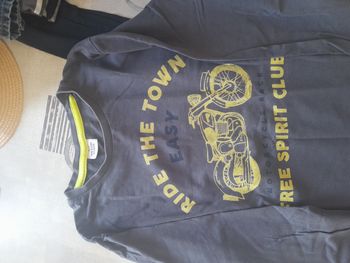 RIDE THE TOWN
EASY
FREE SPIRIT CLUB